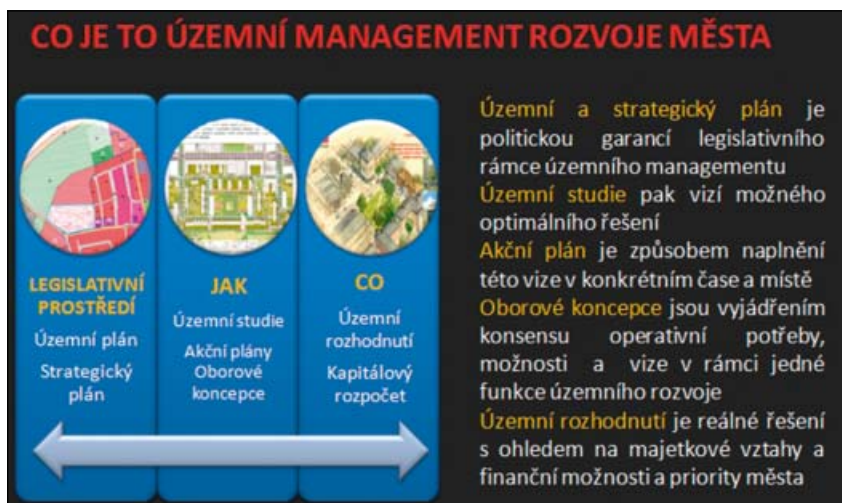 CO JE TO ÚZEMNÍ MANAGEMENT ROZVOJE MĚSTA
LEGISLATIVNÍ
PROSTŘEDÍ
Územní plán
Strategický
plán
JAK
Územní studie
Akční plány
Oborové
koncepce
CO
Územní
rozhodnutí
Kapitálový
rozpočet
Územní a strategický plán je
politickou garancí legislativního
rámce územního managementu
Územní studie pak vizí možného
optimálního řešení
Akční plán je způsobem naplnění
této vize v konkrétním čase a místě
Oborové koncepce jsou vyjádřením
konsensu operativní potřeby,
možnosti a vize v rámci jedné
funkce územního rozvoje
Územní rozhodnutí je reálné řešení
s ohledem na majetkové vztahy a
finanční možnosti a priority města